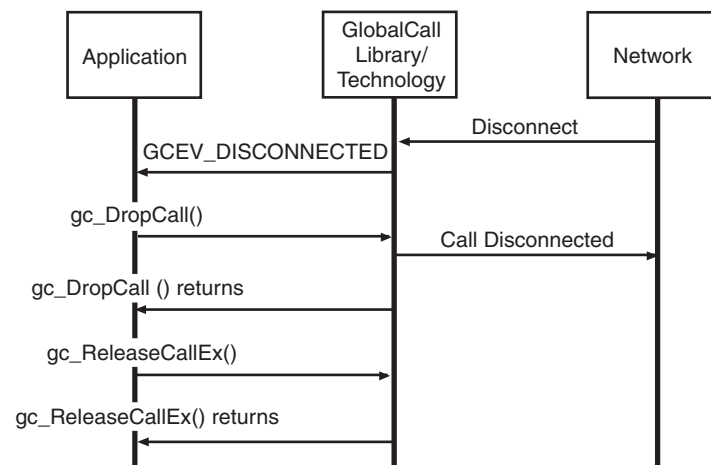 Application
GlobalCall
Library/
Technology
Network
Disconnect
GCEV_DISCONNECTED
gc_DropCall()
Call Disconnected
gc_DropCall () returns
gc_ReleaseCallEx()
gc_ReleaseCallEx() returns